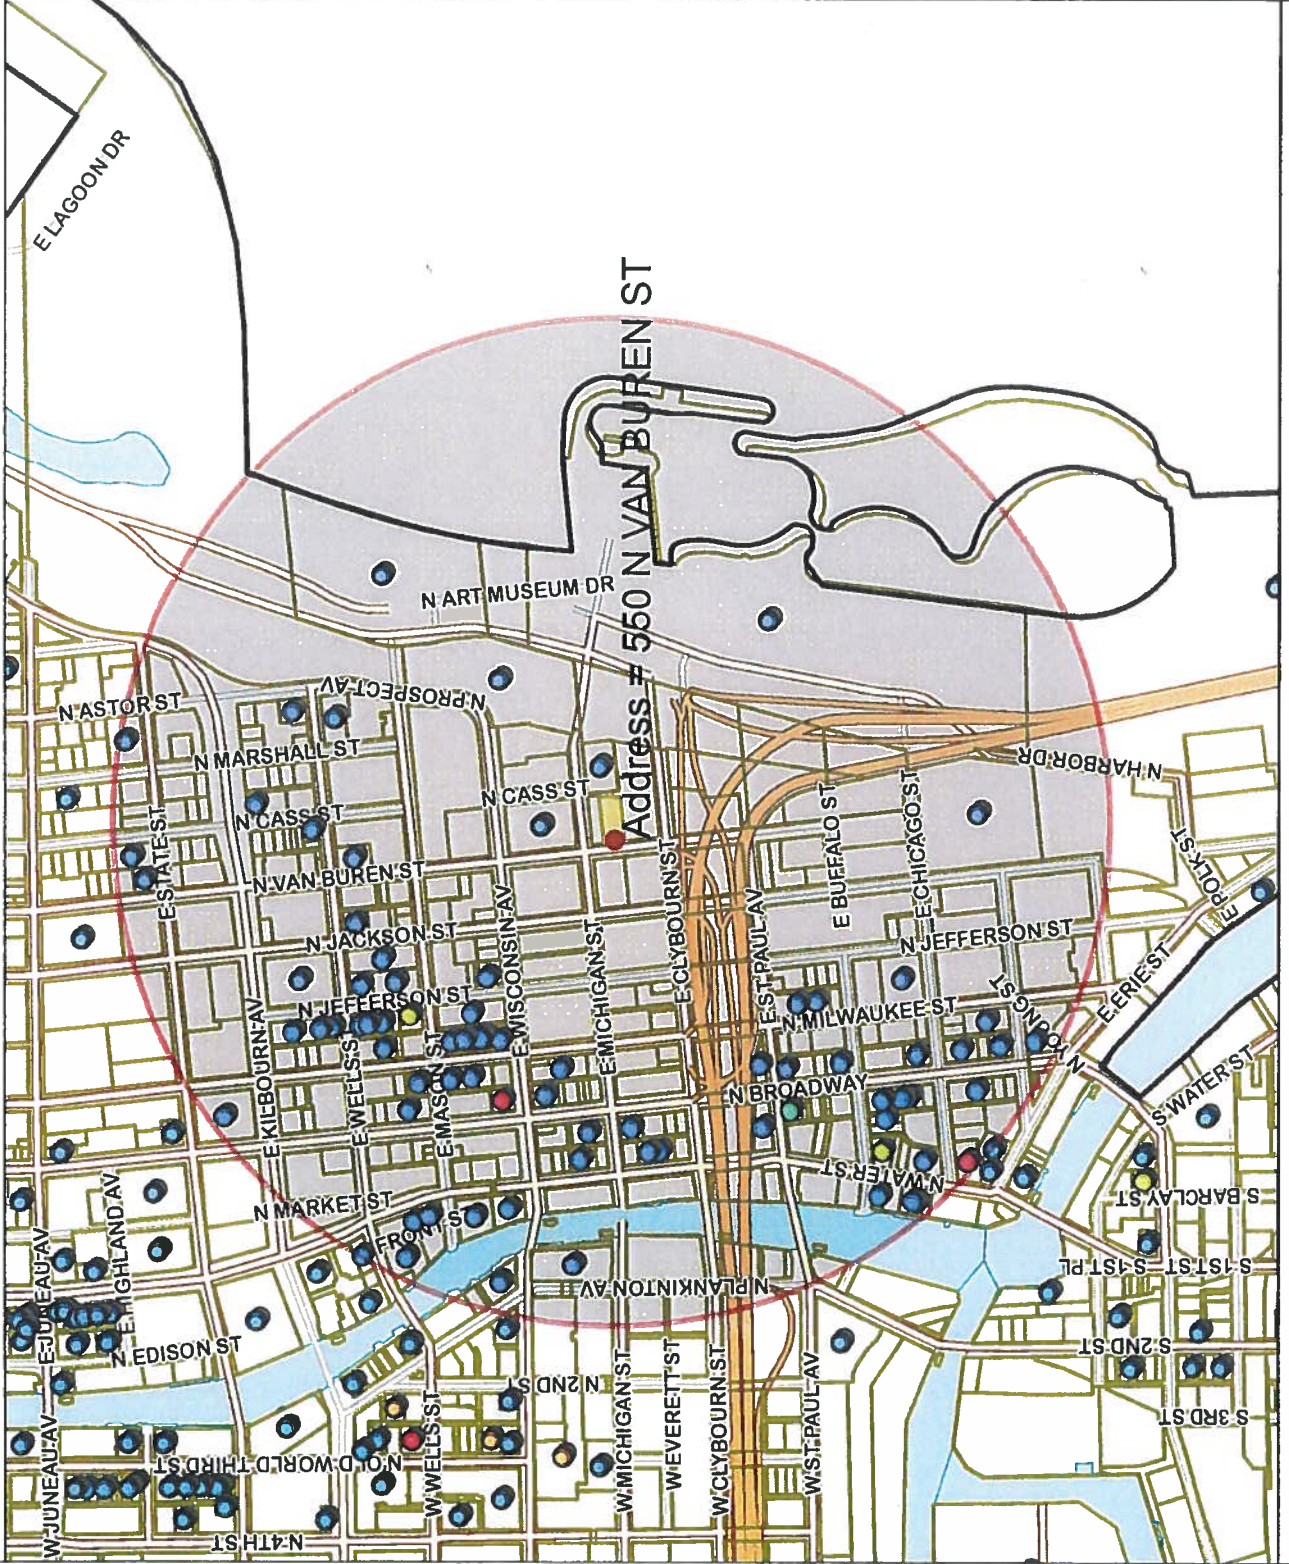 E LAGOON DR
Address = 550 N VAN BUREN ST
N ART MUSEUM DR
N PROSPECT AV
N ASTOR ST
N MARSHALL ST
N CASS ST
N CASS ST
N HARBOR DR
E STATE ST
N VAN BUREN ST
E BUFFALO ST
E CHICAGO ST
E POLK ST
N JACKSON ST
E WISCONSIN AV
E MICHIGAN ST
E CLYBOURN ST
E ST PAUL AV
N JEFFERSON ST
N JEFFERSON ST
E ERIE ST
N MILWAUKEE ST
N YOUNG ST
E KILBOURN AV
E WELLS ST
E MASON ST
N BROADWAY
S WATER ST
N WATER ST
N MARKET ST
FRONT ST
E HIGHLAND AV
E JUNEAU AV
S BARCLAY ST
S 1ST PL
S 1ST ST
N PLANKINTON AV
N EDISON ST
S 2ND ST
N 2ND ST
W MICHIGAN ST
W EVERETT ST
W CLYBOURN ST
W ST PAUL AV
W WELLS ST
S 3RD ST
W JUNEAU AV
N OLD WORLD THIRD ST
N 4TH ST